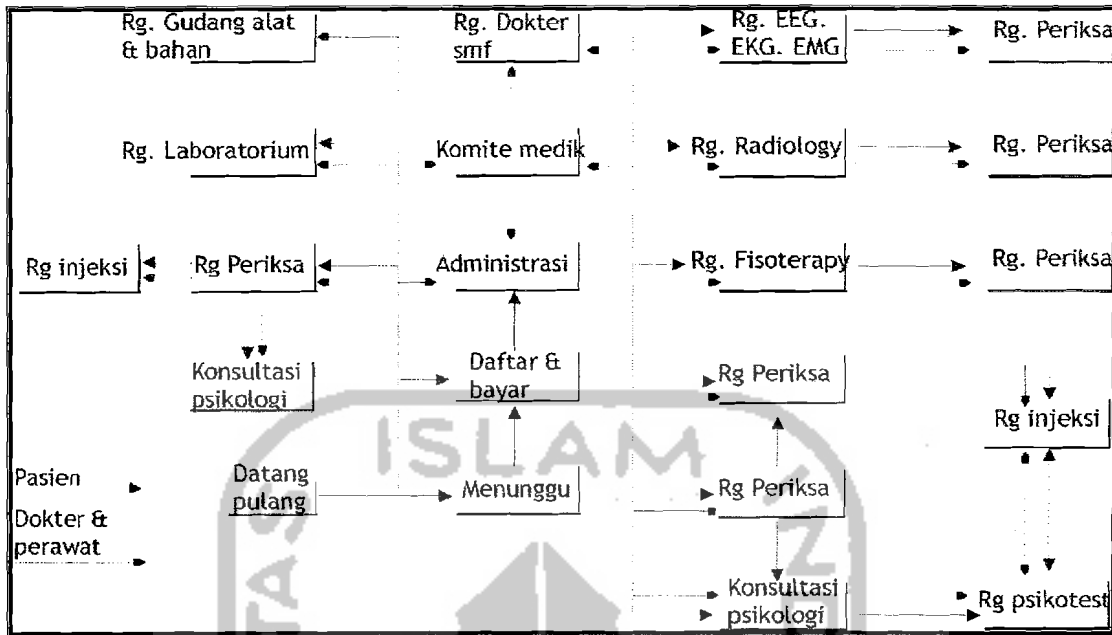 Rg. Gudang alat
& bahan
Rg. Dokter
smf
Rg. EEG.
EKG. EMG
Rg. Periksa
Rg. Laboratorium
Komite medik
Rg. Radiology
Rg. Periksa
Rg injeksi
Rg Periksa
Administrasi
Rg. Fisoterapy
Rg. Periksa
Konsultasi
psikologi
Daftar &
bayar
Rg Periksa
Rg injeksi
ISLAM
Pasien
Dokter &
perawat
Datang
pulang
Menunggu
Rg Periksa
Konsultasi
psikologi
Rg psikotest